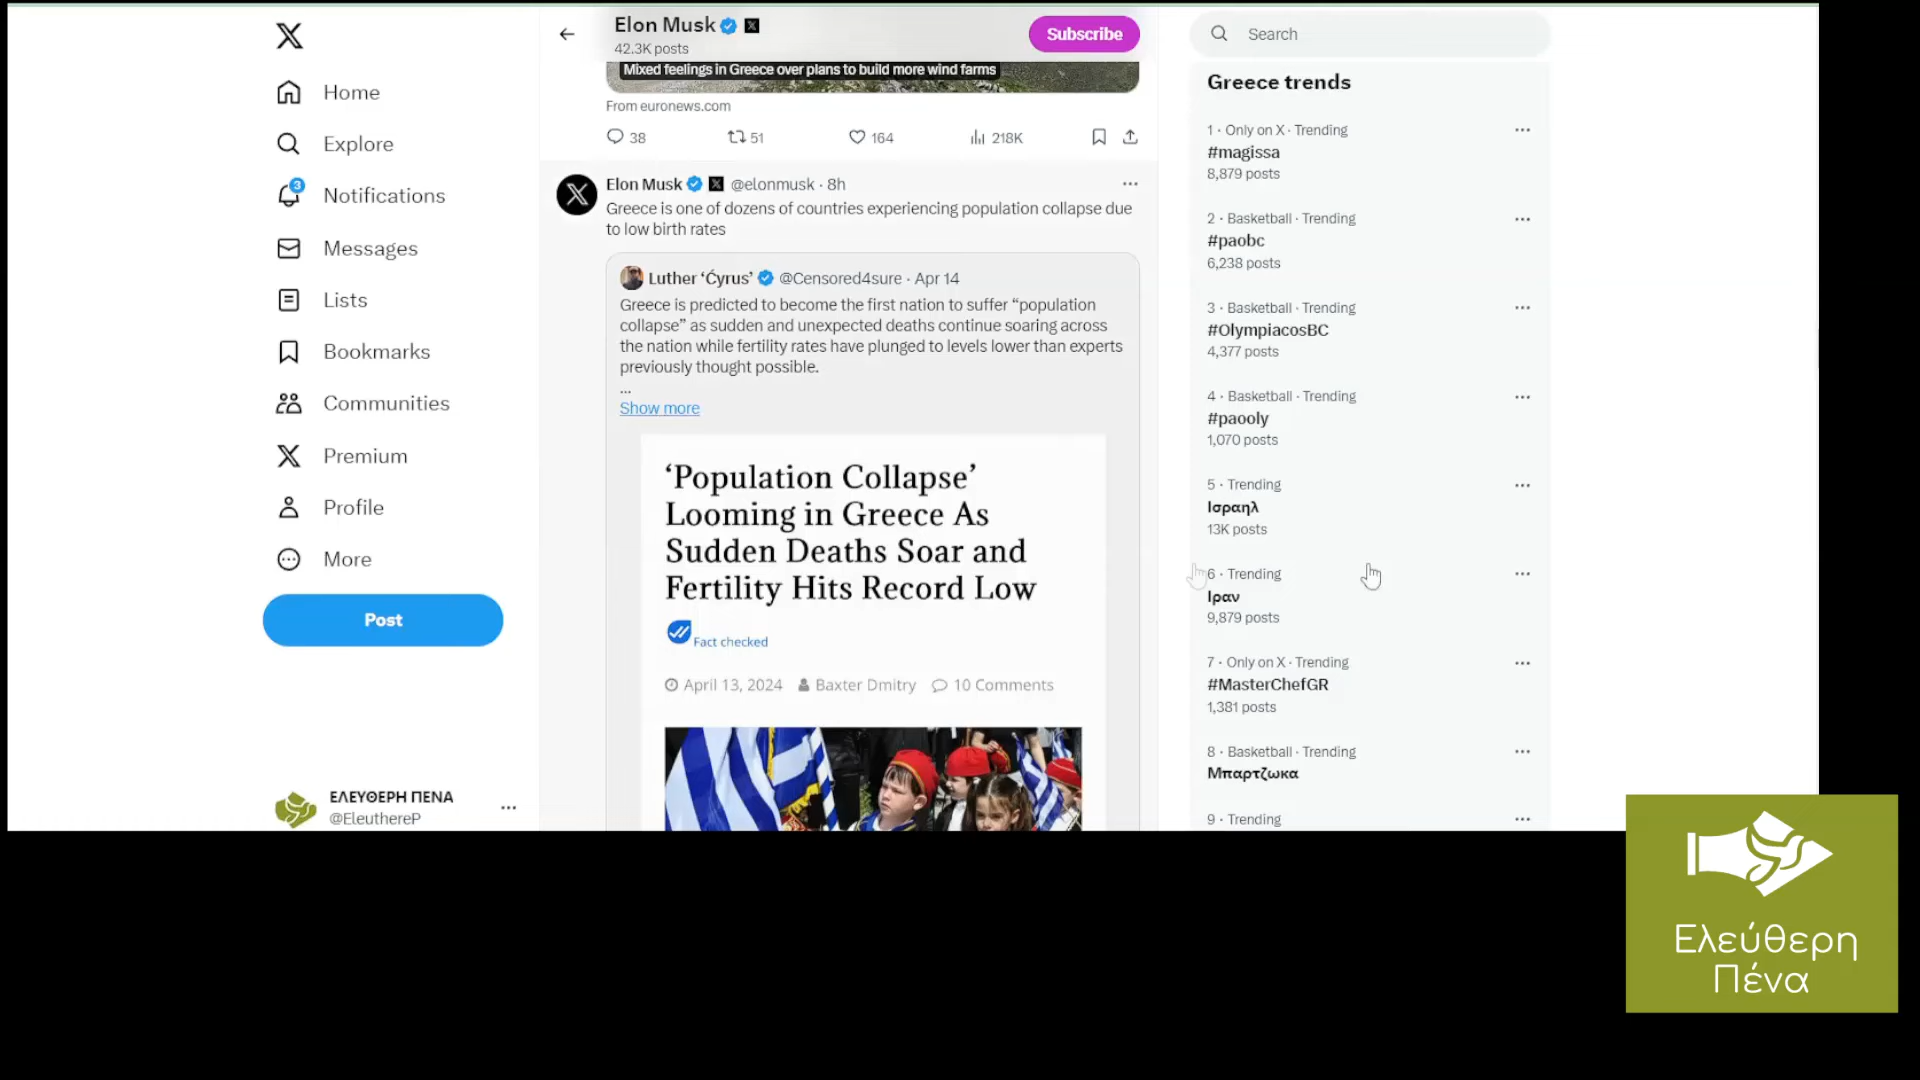 Home
Explore
3
Notifications
Messages
Lists
Bookmarks
Communities
Premium
Profile
More
Post
ΕΛΕΥΘΕΡΗ ΠΕΝΑ
@EleuthereP
Elon Musk
42.3K posts
Subscribe
Mixed feelings in Greece over plans to build more wind farms
From euronews.com
38 51 164 218K
Elon Musk @elonmusk · 8h
Greece is one of dozens of countries experiencing population collapse due
to low birth rates
Luther ‘Ćyrus’ @Censored4sure · Apr 14
Greece is predicted to become the first nation to suffer “population
collapse” as sudden and unexpected deaths continue soaring across
the nation while fertility rates have plunged to levels lower than experts
previously thought possible.
...
Show more
‘Population Collapse’
Looming in Greece As
Sudden Deaths Soar and
Fertility Hits Record Low
Fact checked
April 13, 2024 Baxter Dmitry 10 Comments
Search
Greece trends
1 · Only on X · Trending
#magissa
8,879 posts
2 · Basketball · Trending
#paobc
6,238 posts
3 · Basketball · Trending
#OlympiacosBC
4,377 posts
4 · Basketball · Trending
#paooly
1,070 posts
5 · Trending
Ισραηλ
13K posts
6 · Trending
Ιραν
9,879 posts
7 · Only on X · Trending
#MasterChefGR
1,381 posts
8 · Basketball · Trending
Μπαρτζωκα
9 · Trending
Ελεύθερη
Πένα